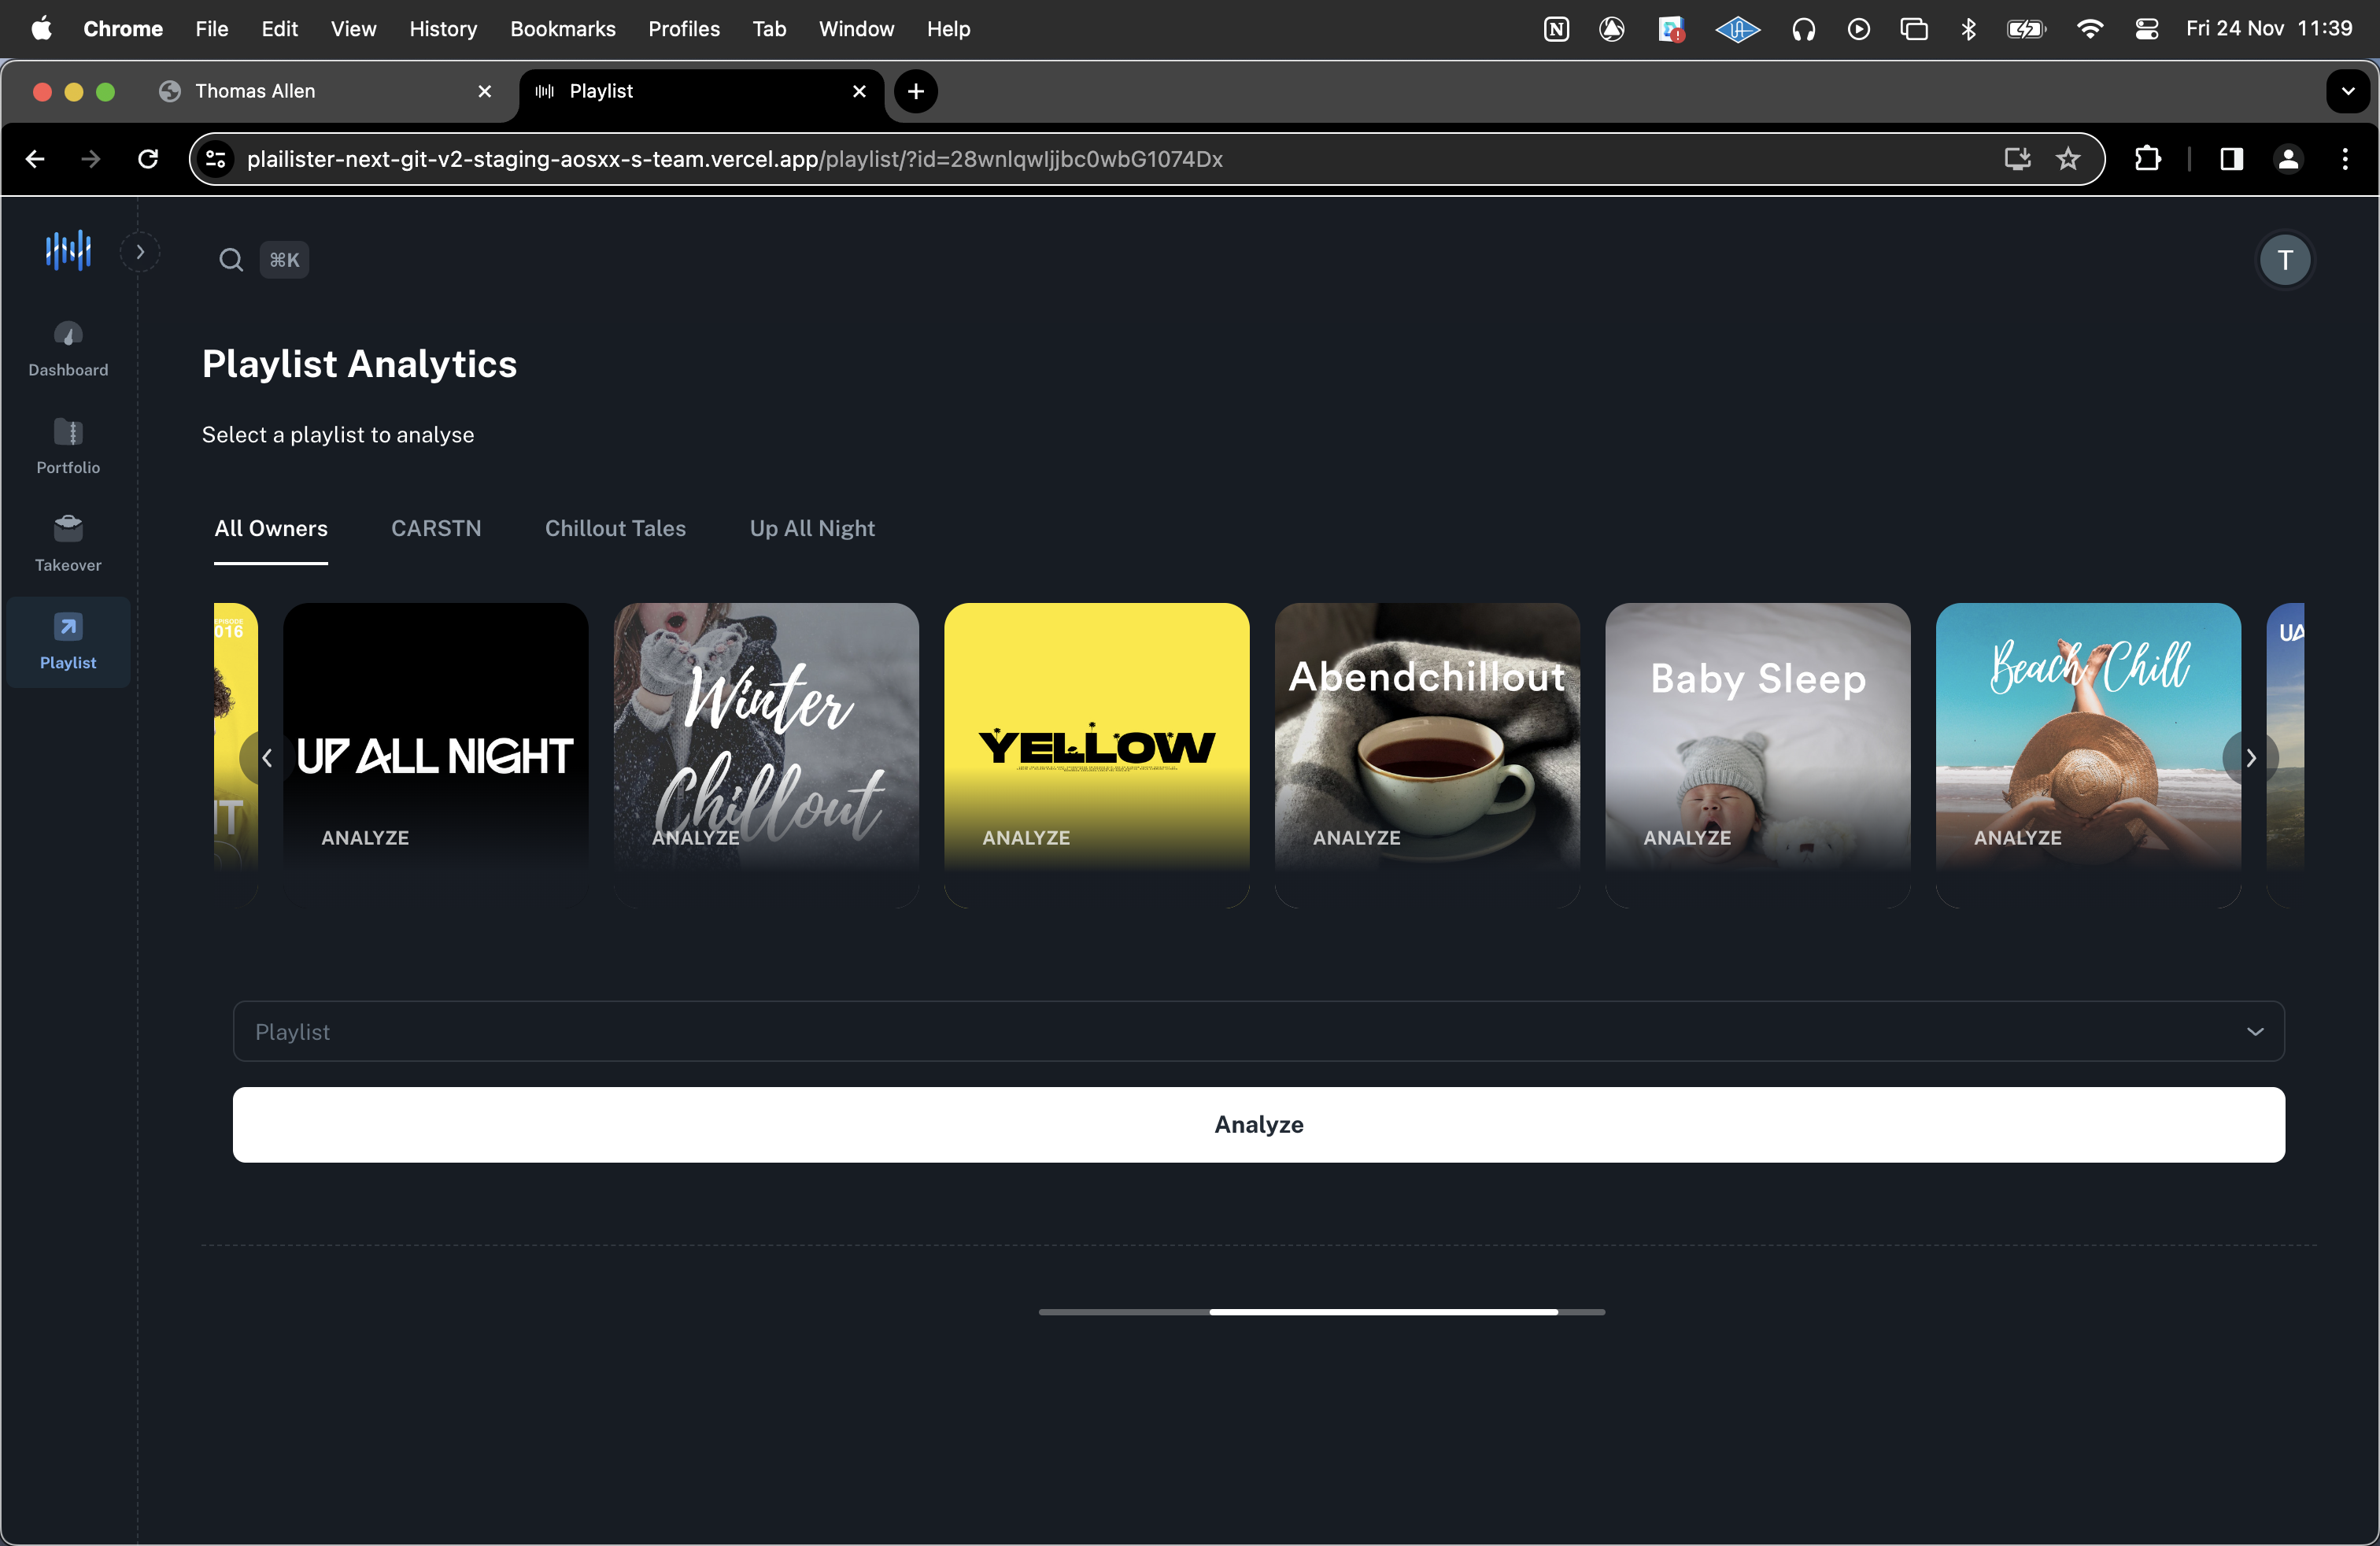 Chrome File Edit View History Bookmarks Profiles Tab Window Help Fri 24 Nov 11:39
Thomas Allen
Playlist
plailister-next-git-v2-staging-aosxx-s-team.vercel.app/playlist/?id=28wnlqwIjjbc0wbG1074Dx
⌘K
T
Dashboard
Portfolio
Takeover
Playlist
Playlist Analytics
Select a playlist to analyse
All Owners CARSTN Chillout Tales Up All Night
EPISODE
016
UP ALL NIGHT
ANALYZE
Winter
Chillout
ANALYZE
YELLOW
ANALYZE
Abendchillout
ANALYZE
Baby Sleep
ANALYZE
Beach Chill
ANALYZE
Playlist
Analyze